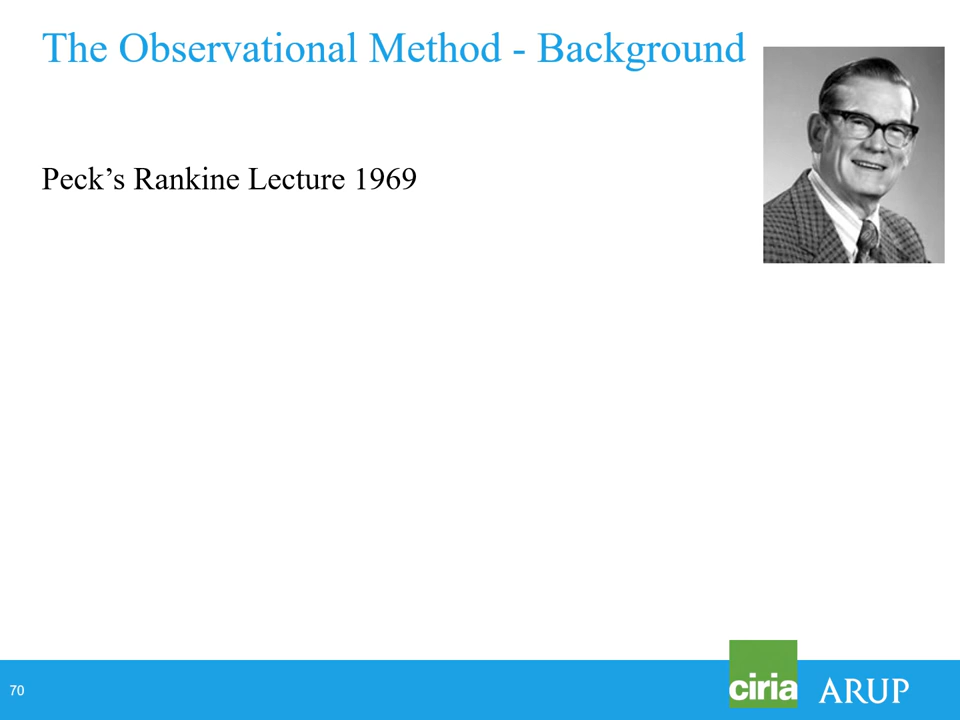 The Observational Method - Background
Peck’s Rankine Lecture 1969
70
ciria
ARUP